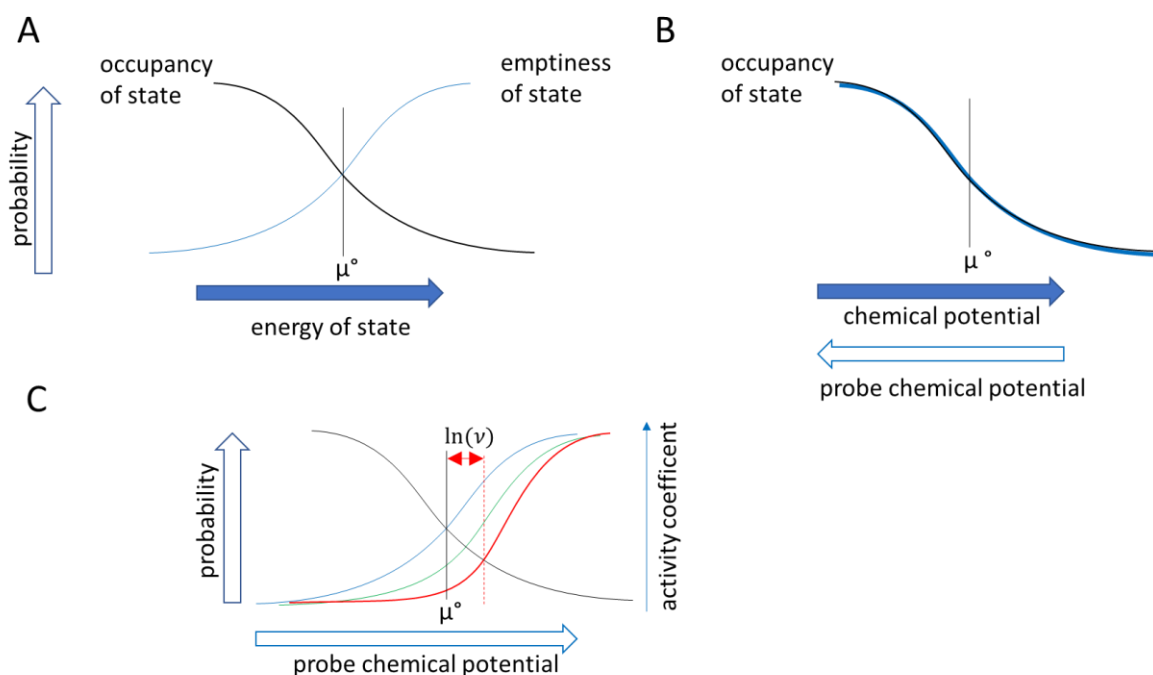 A
occupancy
of state
emptiness
of state
probability
μ°
energy of state
B
occupancy
of state
μ °
chemical potential
probe chemical potential
C
ln(ν)
probability
activity coefficent
μ°
probe chemical potential